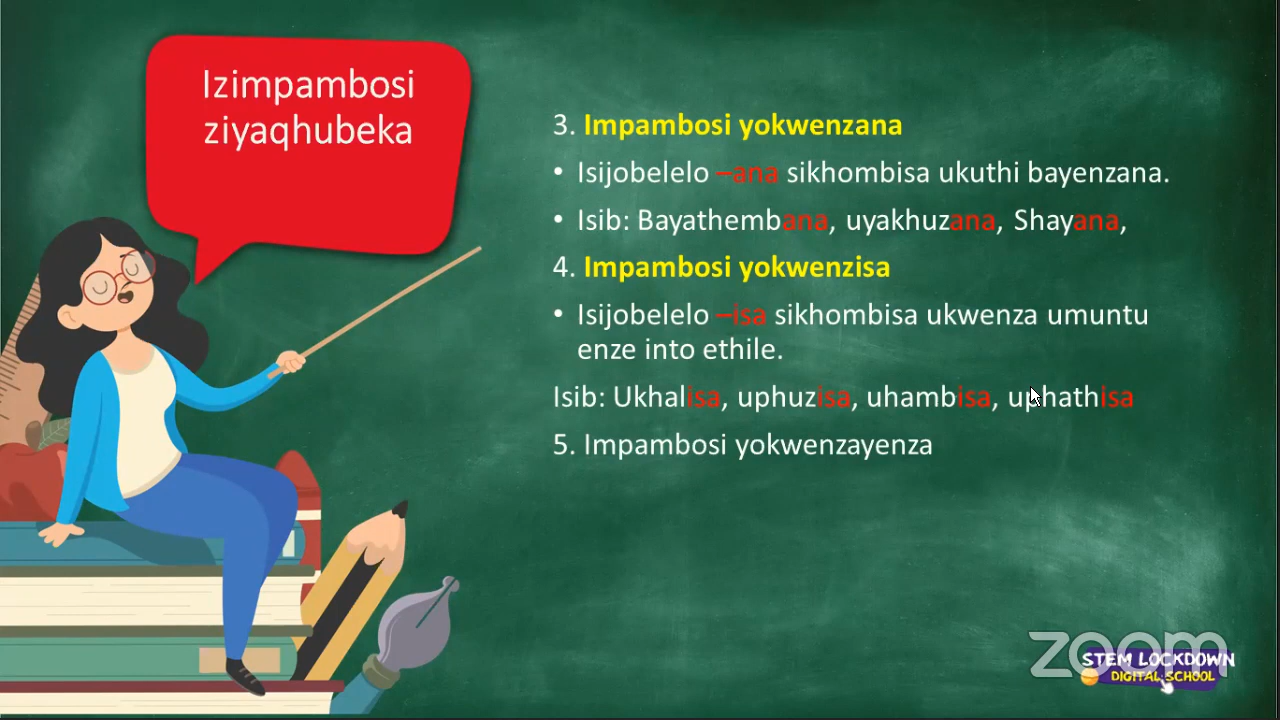 Izimpambosi
ziyaqhubeka
3. Impambosi yokwenzana
• Isijobelelo –ana sikhombisa ukuthi bayenzana.
• Isib: Bayathembana, uyakhuzana, Shayana,
4. Impambosi yokwenzisa
• Isijobelelo –isa sikhombisa ukwenza umuntu
enze into ethile.
Isib: Ukhalisa, uphuzisa, uhambisa, uphathisa
5. Impambosi yokwenzayenza
zoom
STEM LOCKDOWN
DIGITAL SCHOOL